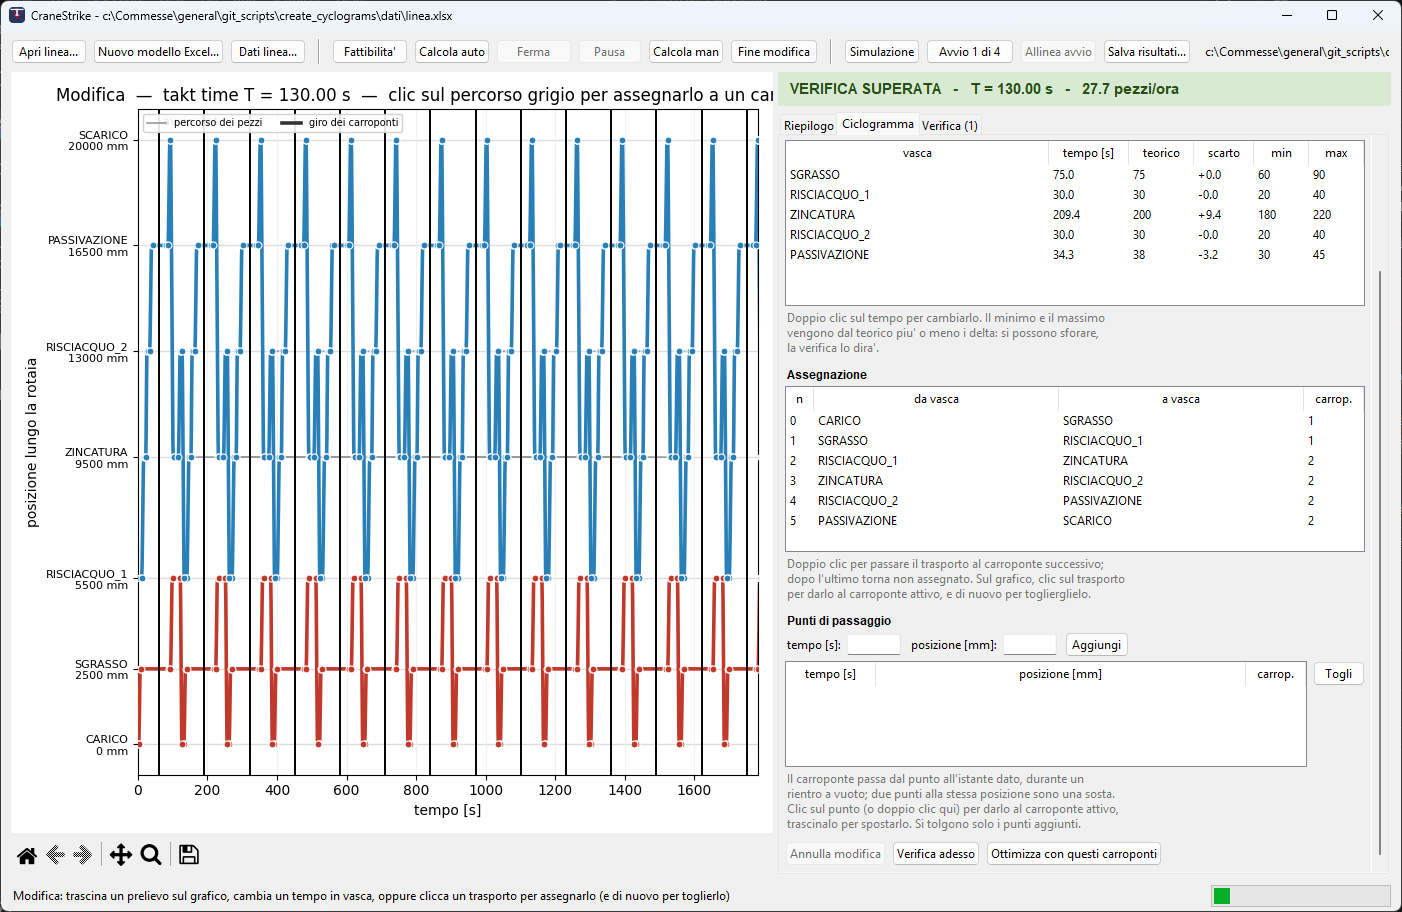 CraneStrike - c:\Commesse\general\git_scripts\create_cyclograms\dati\linea.xlsx
Apri linea... Nuovo modello Excel... Dati linea... Fattibilita' Calcola auto Ferma Pausa Calcola man Fine modifica Simulazione Avvio 1 di 4 Allinea avvio Salva risultati... c:\Commesse\general\git_scripts\c
Modifica — takt time T = 130.00 s — clic sul percorso grigio per assegnarlo a un car
percorso dei pezzi giro dei carroponti
SCARICO
20000 mm
PASSIVAZIONE
16500 mm
RISCIACQUO_2
13000 mm
ZINCATURA
9500 mm
RISCIACQUO_1
5500 mm
SGRASSO
2500 mm
CARICO
0 mm
posizione lungo la rotaia
0 200 400 600 800 1000 1200 1400 1600
tempo [s]
VERIFICA SUPERATA - T = 130.00 s - 27.7 pezzi/ora
Riepilogo Ciclogramma Verifica (1)
vasca tempo [s] teorico scarto min max
SGRASSO 75.0 75 +0.0 60 90
RISCIACQUO_1 30.0 30 -0.0 20 40
ZINCATURA 209.4 200 +9.4 180 220
RISCIACQUO_2 30.0 30 -0.0 20 40
PASSIVAZIONE 34.3 38 -3.2 30 45
Doppio clic sul tempo per cambiarlo. Il minimo e il massimo
vengono dal teorico piu' o meno i delta: si possono sforare,
la verifica lo dira'.
Assegnazione
n da vasca a vasca carrop.
0 CARICO SGRASSO 1
1 SGRASSO RISCIACQUO_1 1
2 RISCIACQUO_1 ZINCATURA 2
3 ZINCATURA RISCIACQUO_2 2
4 RISCIACQUO_2 PASSIVAZIONE 2
5 PASSIVAZIONE SCARICO 2
Doppio clic per passare il trasporto al carroponte successivo;
dopo l'ultimo torna non assegnato. Sul grafico, clic sul trasporto
per darlo al carroponte attivo, e di nuovo per toglierglielo.
Punti di passaggio
tempo [s]: posizione [mm]: Aggiungi
tempo [s] posizione [mm] carrop. Togli
Il carroponte passa dal punto all'istante dato, durante un
rientro a vuoto; due punti alla stessa posizione sono una sosta.
Clic sul punto (o doppio clic qui) per darlo al carroponte attivo,
trascinalo per spostarlo. Si tolgono solo i punti aggiunti.
Annulla modifica Verifica adesso Ottimizza con questi carroponti
Modifica: trascina un prelievo sul grafico, cambia un tempo in vasca, oppure clicca un trasporto per assegnarlo (e di nuovo per toglierlo)